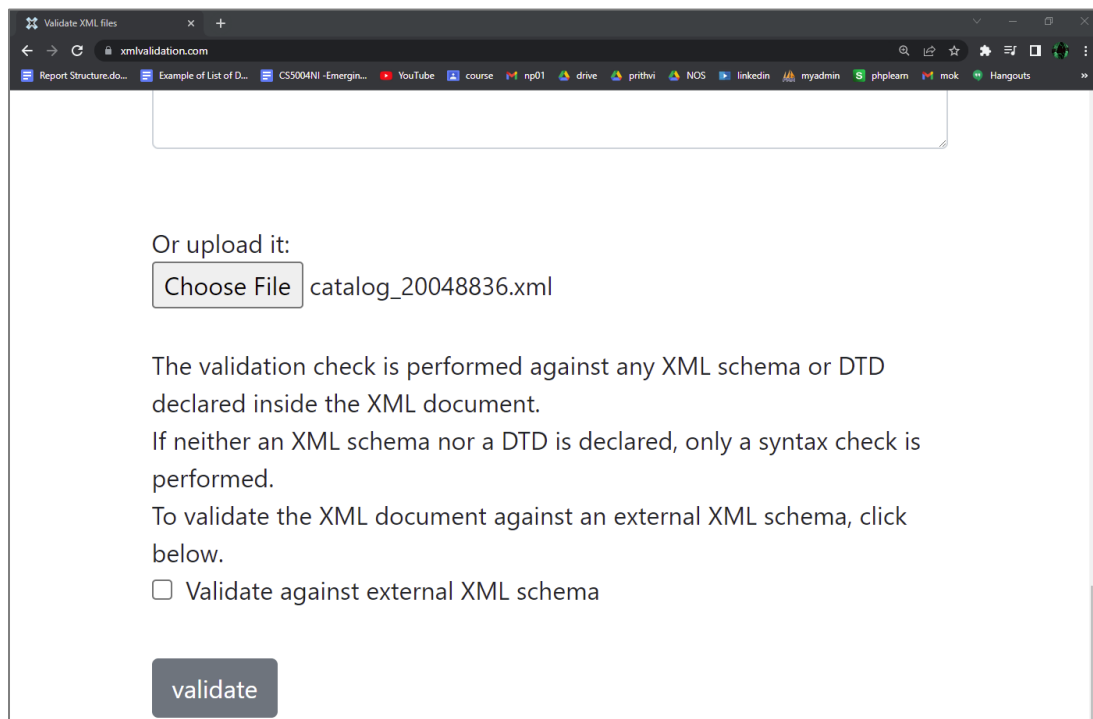 Validate XML files
xmlvalidation.com
Report Structure.do... Example of List of D... CS5004NI -Emergin... YouTube course np01 drive prithvi NOS linkedin myadmin phplearn mok Hangouts »
Or upload it:
Choose File catalog_20048836.xml
The validation check is performed against any XML schema or DTD
declared inside the XML document.
If neither an XML schema nor a DTD is declared, only a syntax check is
performed.
To validate the XML document against an external XML schema, click
below.
Validate against external XML schema
validate